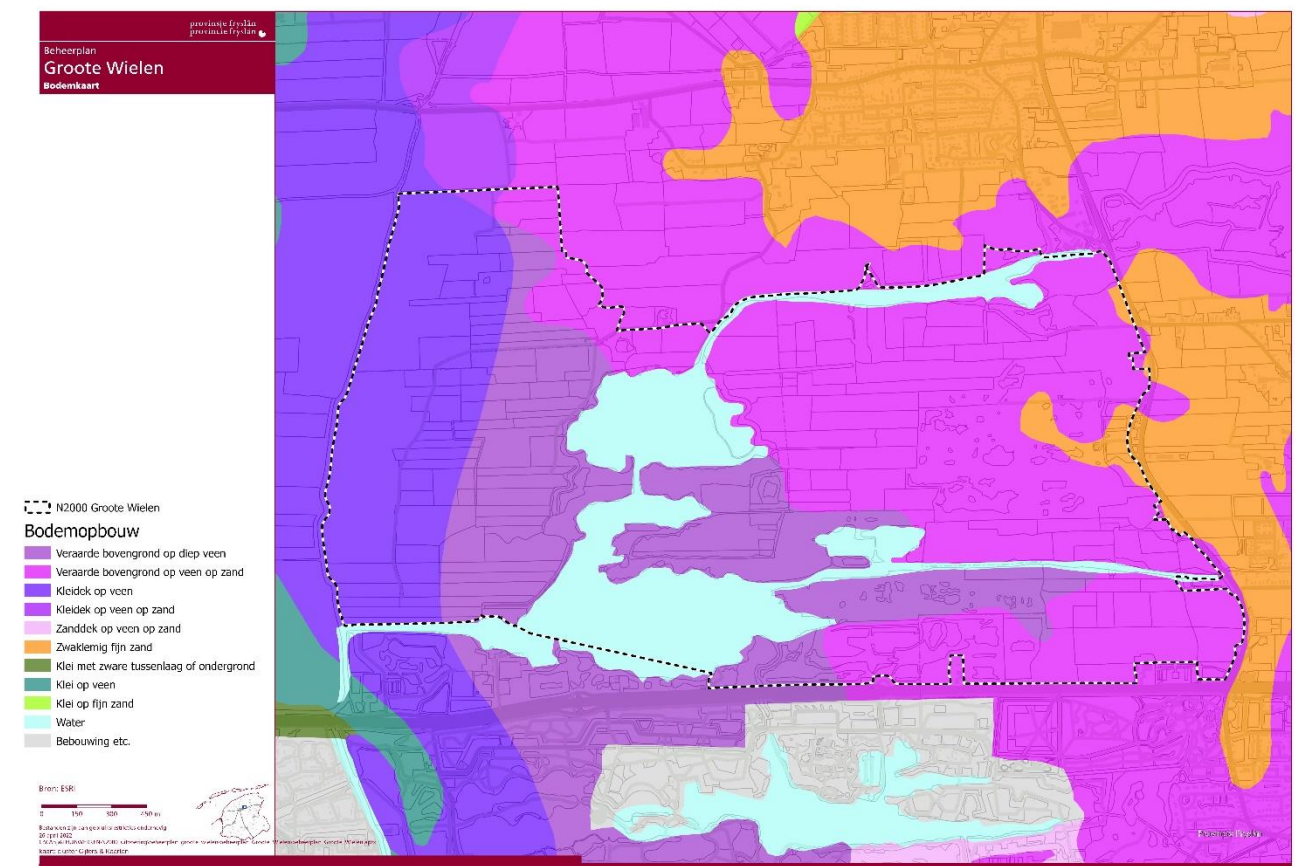 provinsje fryslân
provincie fryslân
Beheerplan
Groote Wielen
Bodemkaart
N2000 Groote Wielen
Bodemopbouw
Veraarde bovengrond op diep veen
Veraarde bovengrond op veen op zand
Kleidek op veen
Kleidek op veen op zand
Zanddek op veen op zand
Zwaklemig fijn zand
Klei met zware tussenlaag of ondergrond
Klei op veen
Klei op fijn zand
Water
Bebouwing etc.
Bron: ESRI
0 150 300 450 m
26 april 2022